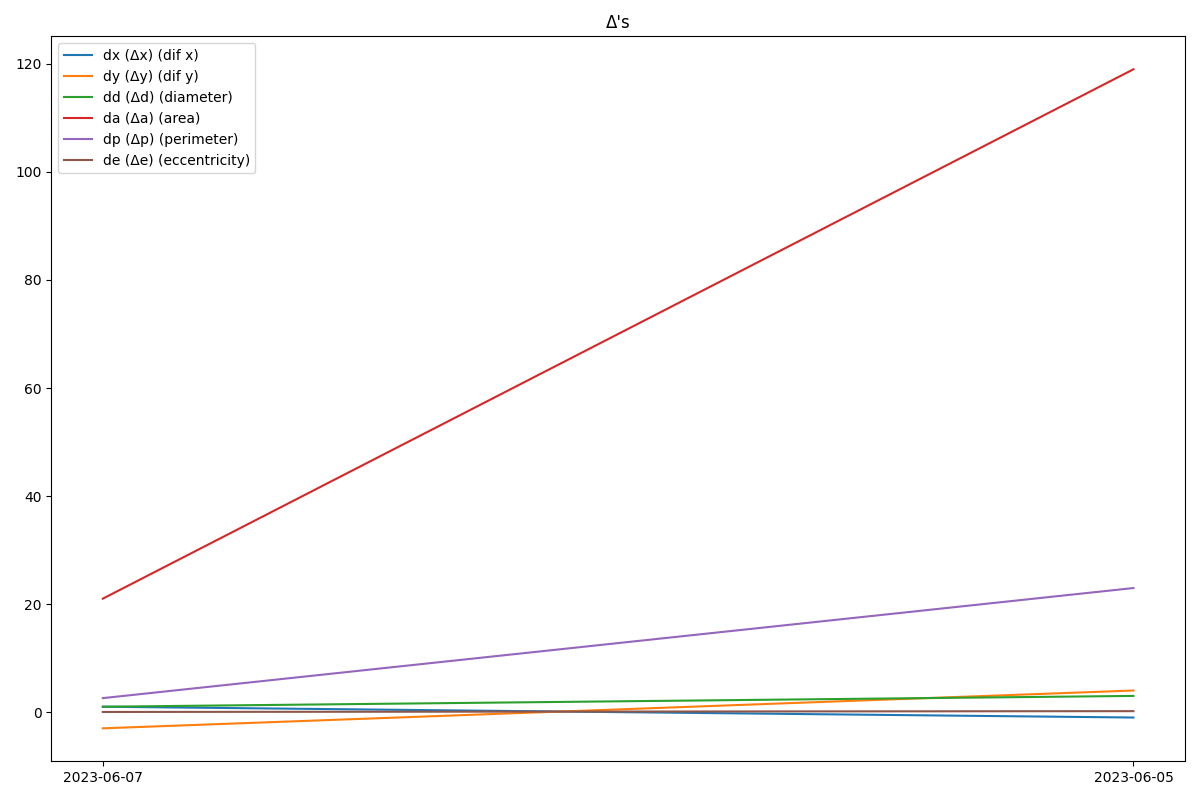 Δ's
dx (Δx) (dif x)
dy (Δy) (dif y)
dd (Δd) (diameter)
da (Δa) (area)
dp (Δp) (perimeter)
de (Δe) (eccentricity)
120
100
80
60
40
20
0
2023-06-07 2023-06-05